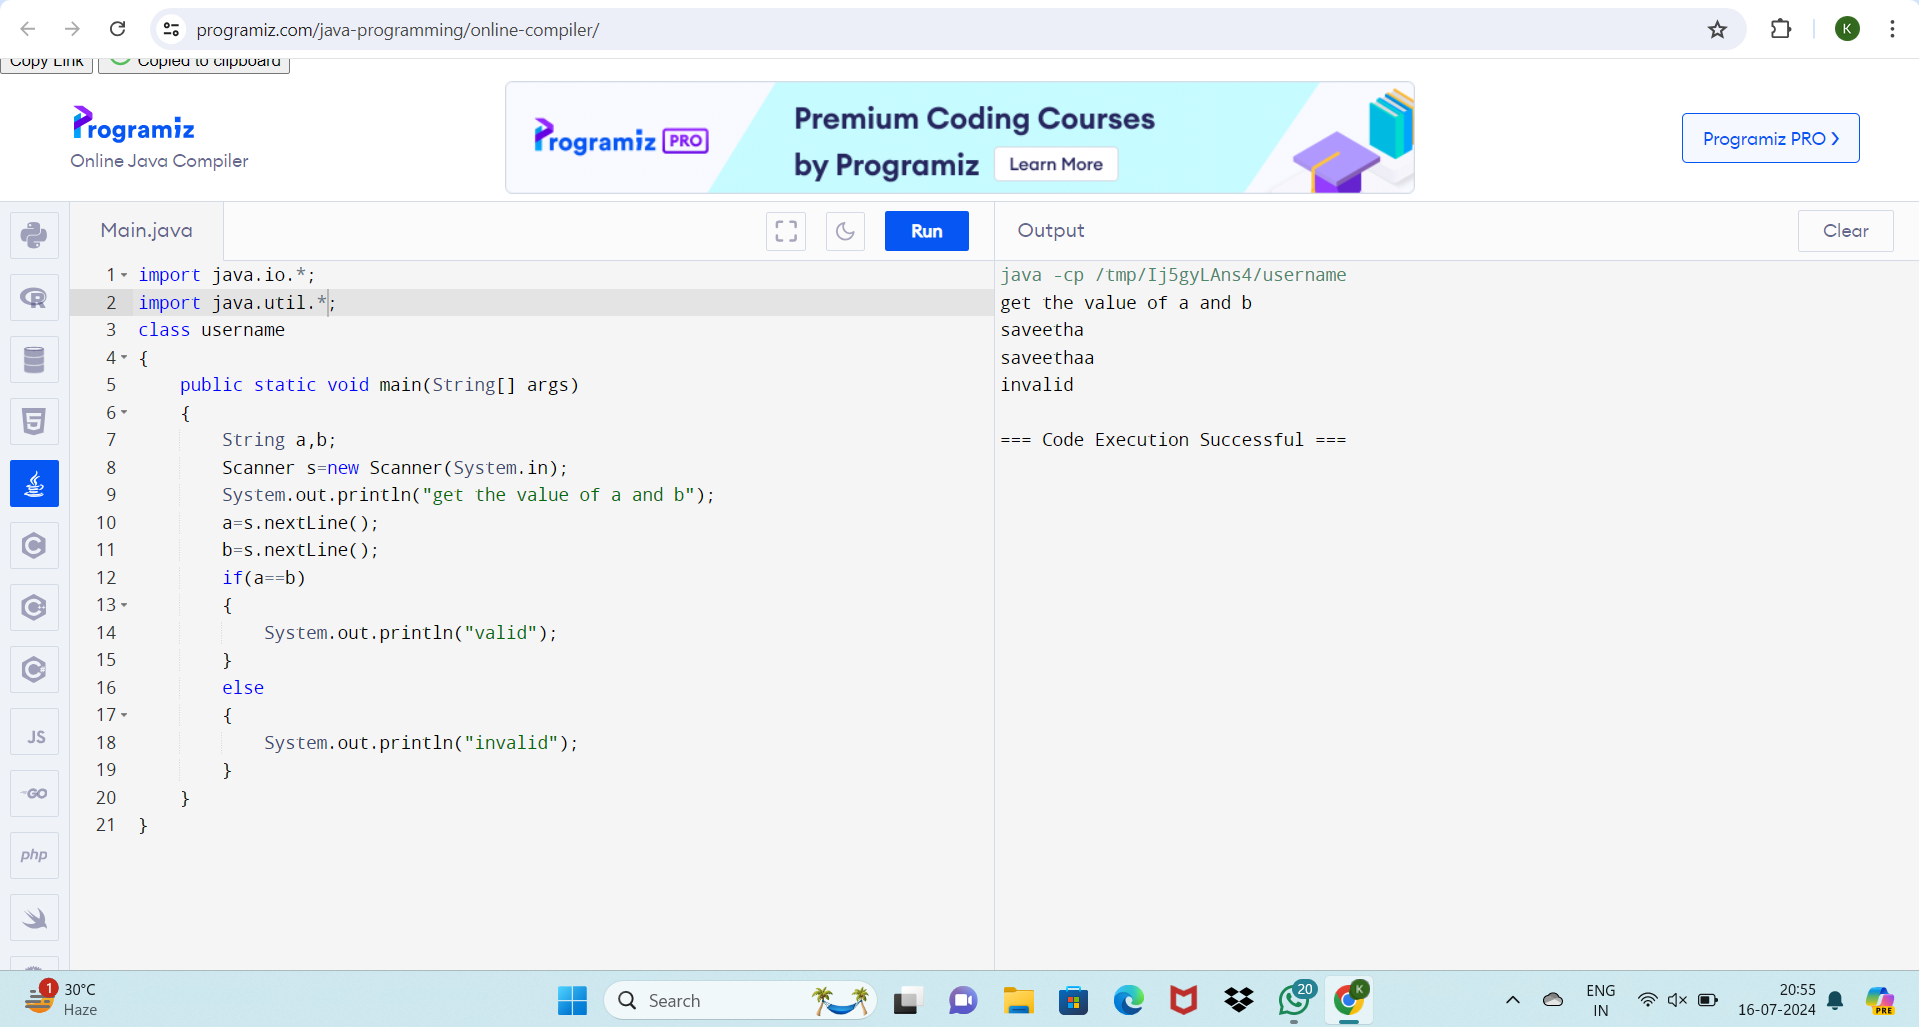 programiz.com/java-programming/online-compiler/
K
Copy Link
Copied to clipboard
Programiz
Online Java Compiler
Programiz PRO
Premium Coding Courses
by Programiz
Learn More
Programiz PRO
Main.java
Run
Output
Clear
1 import java.io.*;
2 import java.util.*;
3 class username
4 {
5 public static void main(String[] args)
6 {
7 String a,b;
8 Scanner s=new Scanner(System.in);
9 System.out.println("get the value of a and b");
10 a=s.nextLine();
11 b=s.nextLine();
12 if(a==b)
13 {
14 System.out.println("valid");
15 }
16 else
17 {
18 System.out.println("invalid");
19 }
20 }
21 }
java -cp /tmp/Ij5gyLAns4/username
get the value of a and b
saveetha
saveethaa
invalid
=== Code Execution Successful ===
R
5
C
C
C
JS
GO
php
1
30°C
Haze
Search
20
K
ENG
IN
20:55
16-07-2024
PRE